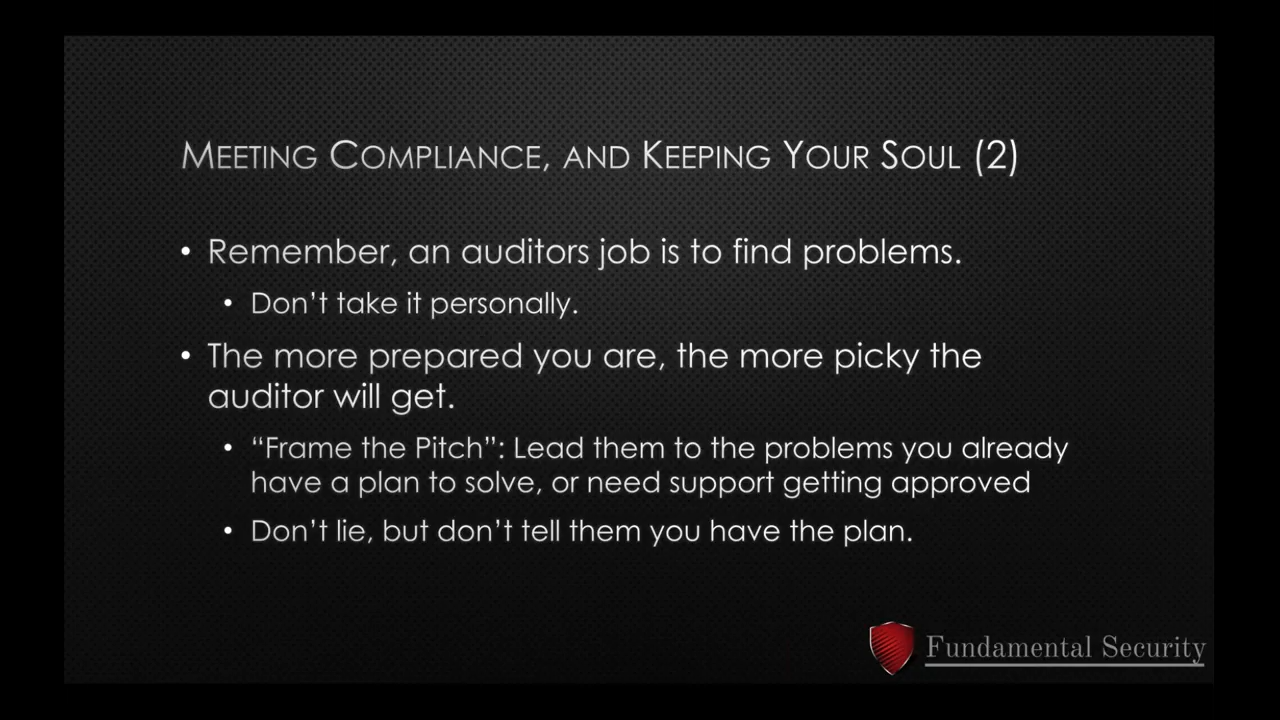 MEETING COMPLIANCE, AND KEEPING YOUR SOUL (2)
• Remember, an auditors job is to find problems.
• Don’t take it personally.
• The more prepared you are, the more picky the
auditor will get.
• “Frame the Pitch”: Lead them to the problems you already
have a plan to solve, or need support getting approved
• Don’t lie, but don’t tell them you have the plan.
Fundamental Security